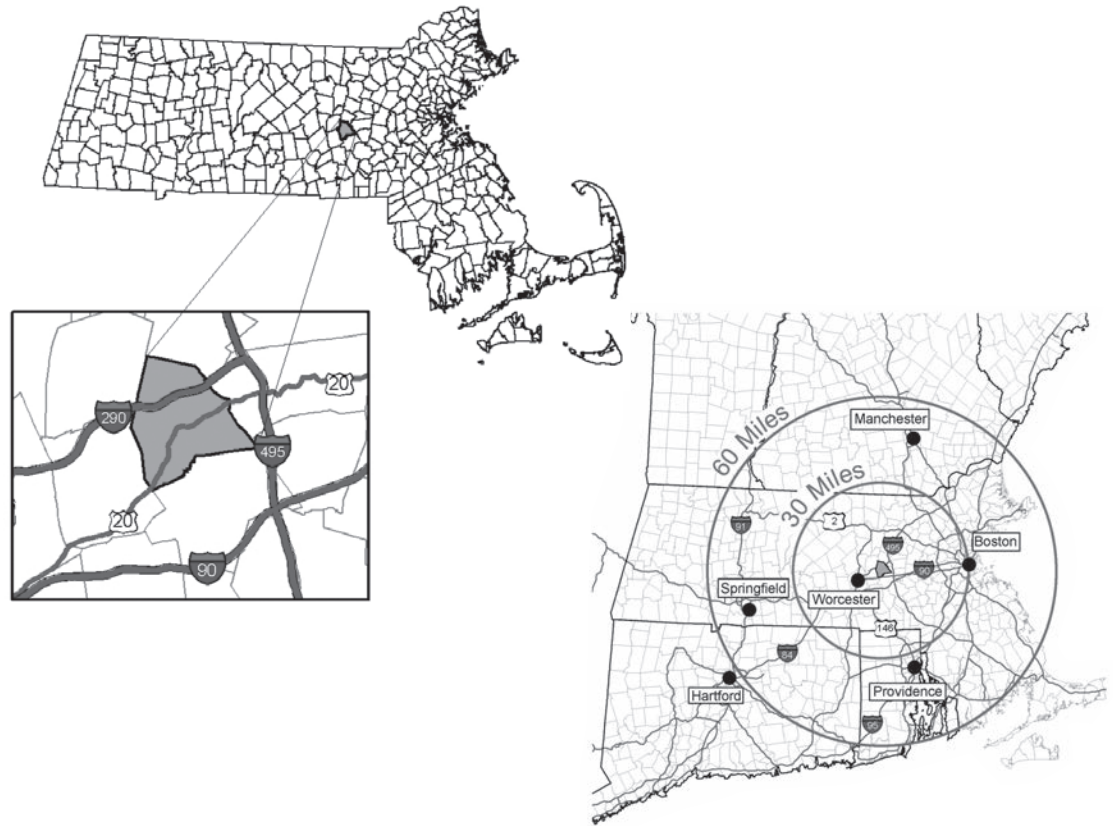 20
290
495
20
90
60 Miles
Manchester
30 Miles
91
2
495
Boston
90
Springfield
Worcester
146
84
Hartford
Providence
95